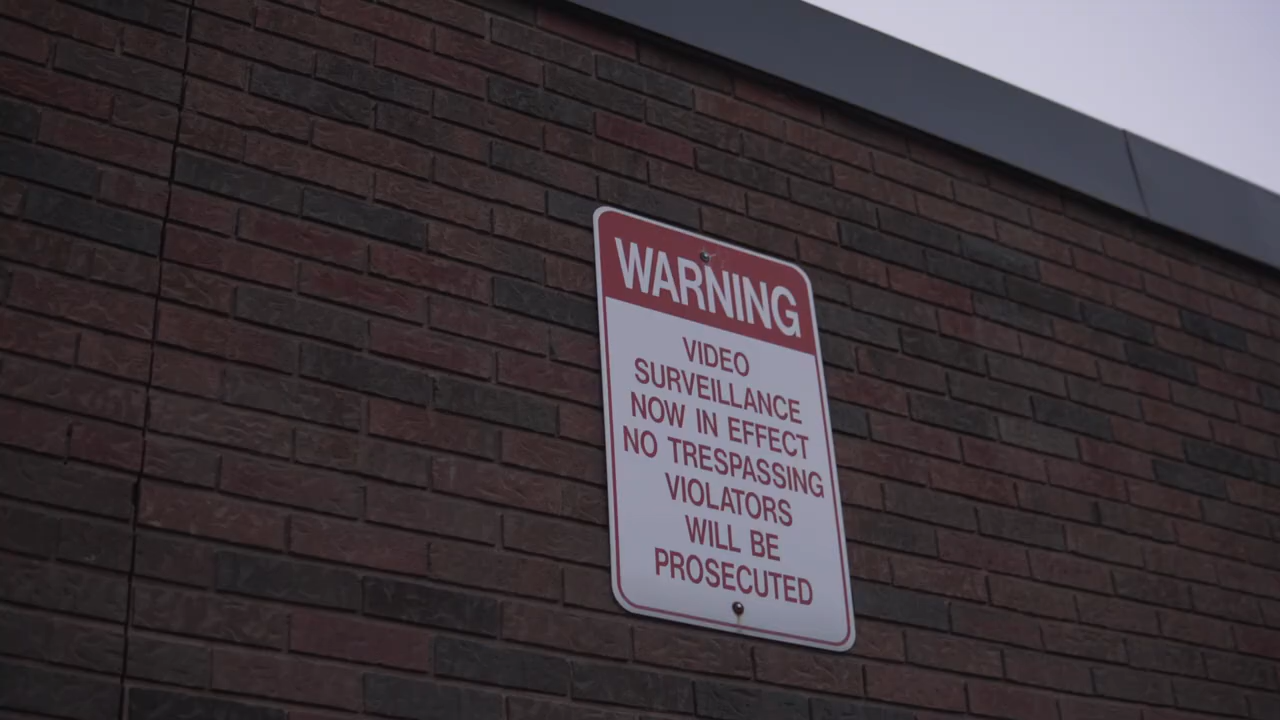 WARNING
VIDEO
SURVEILLANCE
NOW IN EFFECT
NO TRESPASSING
VIOLATORS
WILL BE
PROSECUTED